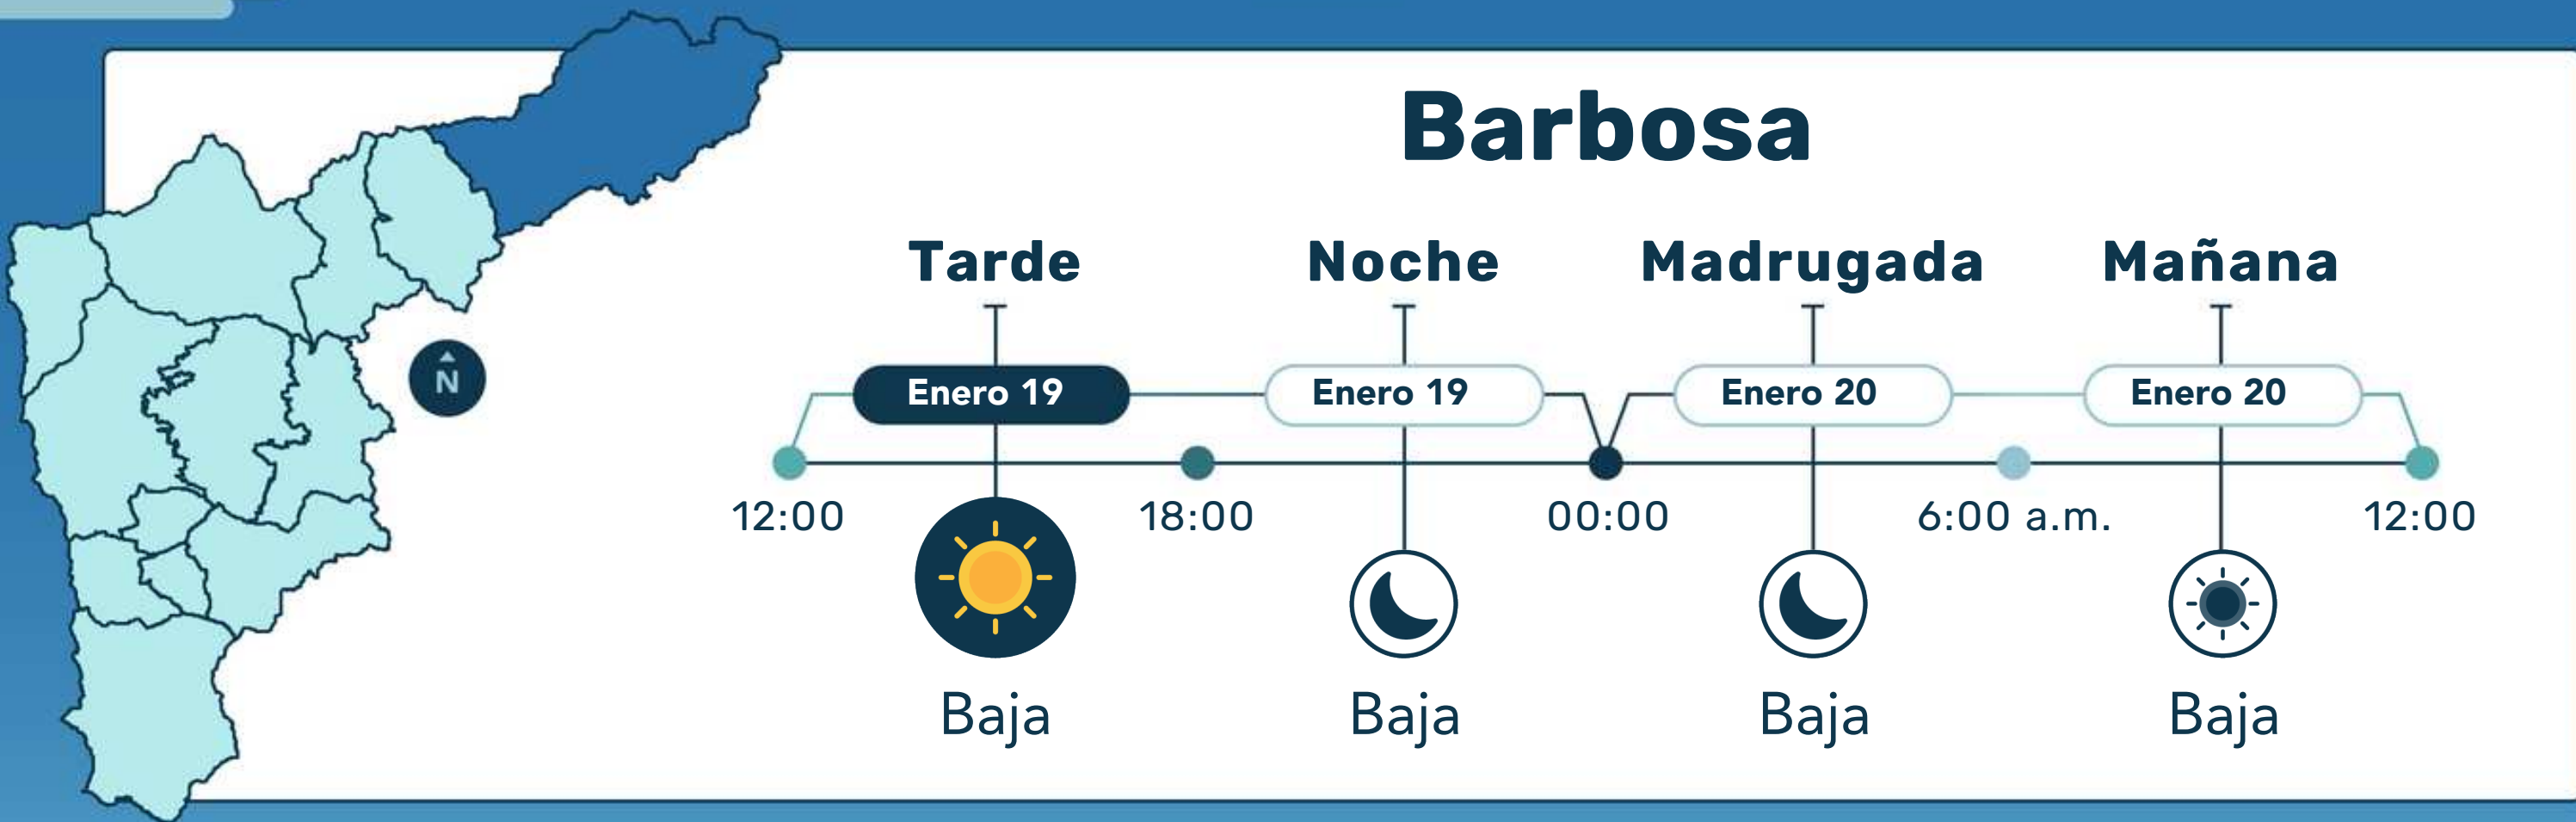 Barbosa
Tarde Noche Madrugada Mañana
N
Enero 19 Enero 19 Enero 20 Enero 20
12:00 18:00 00:00 6:00 a.m. 12:00
Baja Baja Baja Baja